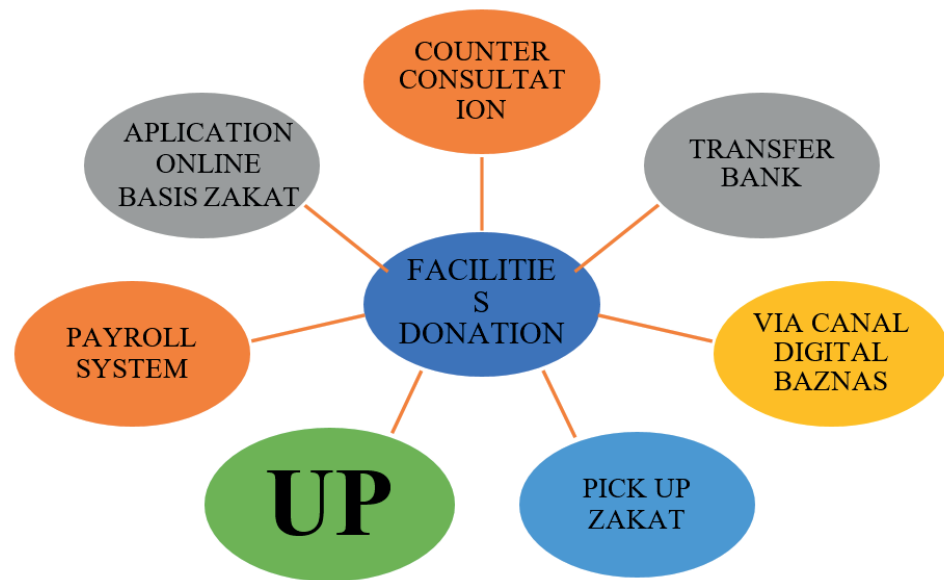 COUNTER
CONSULTAT
ION
APLICATION
ONLINE
BASIS ZAKAT
TRANSFER
BANK
FACILITIE
S
DONATION
PAYROLL
SYSTEM
VIA CANAL
DIGITAL
BAZNAS
UP
PICK UP
ZAKAT